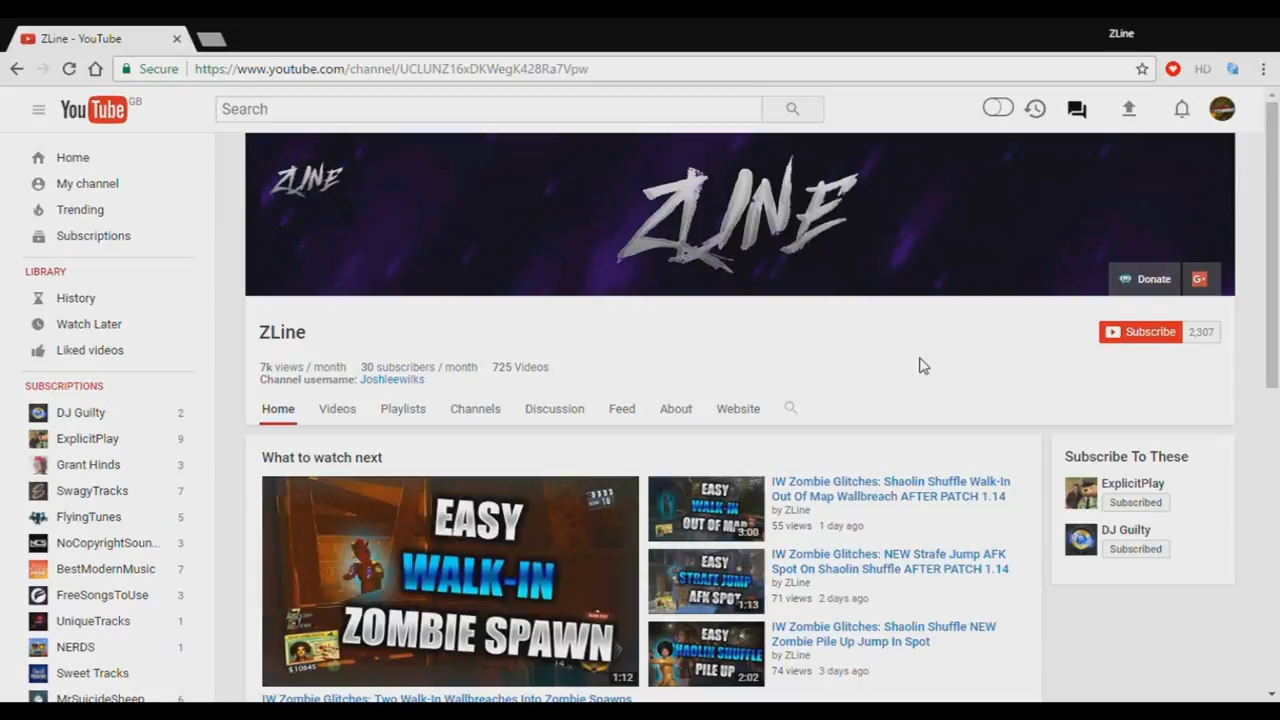 ZLine - YouTube
ZLine
Secure https://www.youtube.com/channel/UCLUNZ16xDKWegK428Ra7Vpw
HD
YouTube GB
Search
Home
My channel
Trending
Subscriptions
LIBRARY
History
Watch Later
Liked videos
SUBSCRIPTIONS
DJ Guilty 2
ExplicitPlay 9
Grant Hinds 3
SwagyTracks 7
FlyingTunes 5
NoCopyrightSoun... 3
BestModernMusic 7
FreeSongsToUse 3
UniqueTracks 1
NERDS 1
Sweet Tracks
MrSuicideSheep 6
ZLINE
ZLINE
Donate
G+
ZLine
Subscribe 2,307
7k views / month 30 subscribers / month 725 Videos
Channel username: Joshleewilks
Home Videos Playlists Channels Discussion Feed About Website
What to watch next
EASY
WALK-IN
ZOMBIE SPAWN
$10845
1:12
IW Zombie Glitches: Two Walk-In Wallbreaches Into Zombie Spawns
EASY
WALK-IN
OUT OF MAP
3:00
IW Zombie Glitches: Shaolin Shuffle Walk-In
Out Of Map Wallbreach AFTER PATCH 1.14
by ZLine
55 views 1 day ago
EASY
STRAFE JUMP
AFK SPOT
1:13
IW Zombie Glitches: NEW Strafe Jump AFK
Spot On Shaolin Shuffle AFTER PATCH 1.14
by ZLine
71 views 2 days ago
EASY
SHAOLIN SHUFFLE
PILE UP
2:02
IW Zombie Glitches: Shaolin Shuffle NEW
Zombie Pile Up Jump In Spot
by ZLine
74 views 3 days ago
Subscribe To These
ExplicitPlay
Subscribed
DJ Guilty
Subscribed